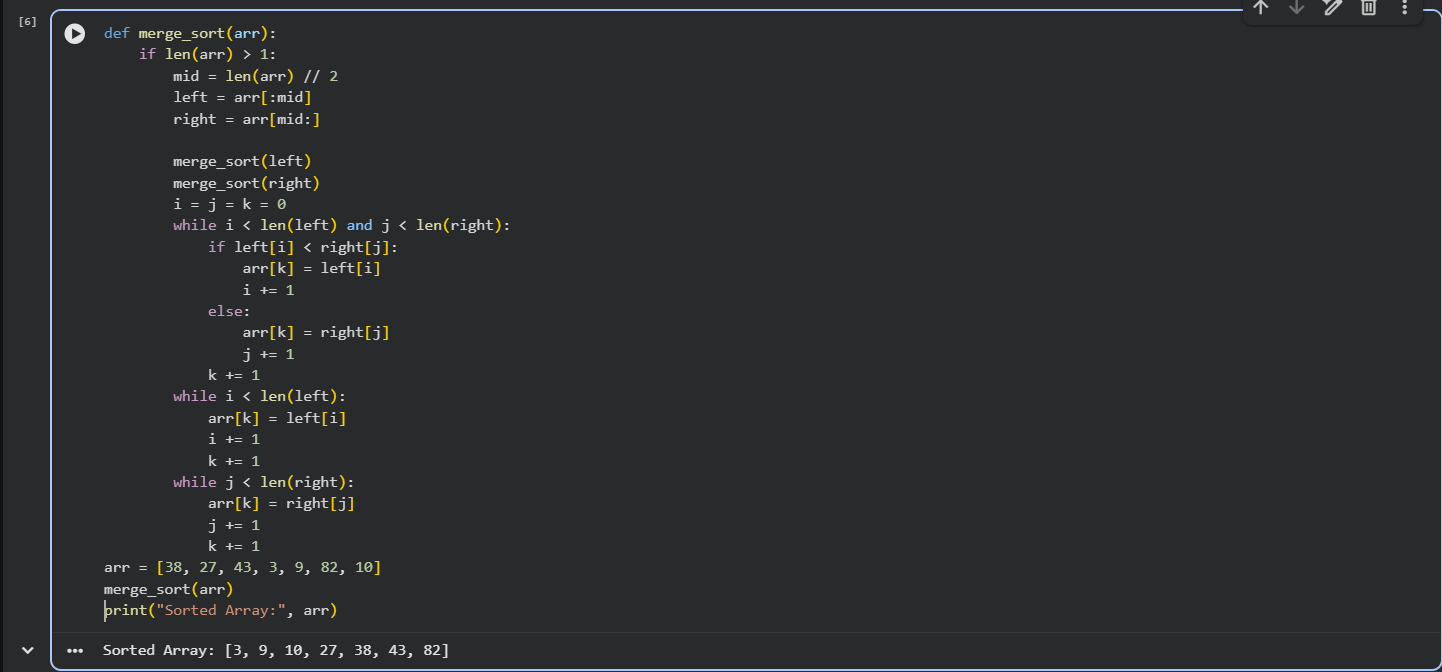 [6]
def merge_sort(arr):
    if len(arr) > 1:
        mid = len(arr) // 2
        left = arr[:mid]
        right = arr[mid:]

        merge_sort(left)
        merge_sort(right)
        i = j = k = 0
        while i < len(left) and j < len(right):
            if left[i] < right[j]:
                arr[k] = left[i]
                i += 1
            else:
                arr[k] = right[j]
                j += 1
            k += 1
        while i < len(left):
            arr[k] = left[i]
            i += 1
            k += 1
        while j < len(right):
            arr[k] = right[j]
            j += 1
            k += 1
arr = [38, 27, 43, 3, 9, 82, 10]
merge_sort(arr)
print("Sorted Array:", arr)
Sorted Array: [3, 9, 10, 27, 38, 43, 82]